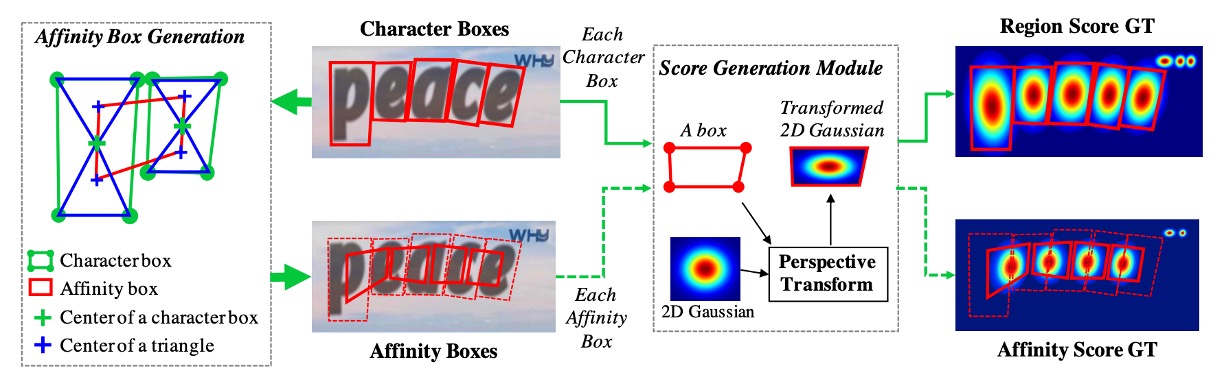 Affinity Box Generation
Character box
Affinity box
Center of a character box
Center of a triangle
Character Boxes
peace
WHY
peace
WHY
Affinity Boxes
Each
Character
Box
Each
Affinity
Box
Score Generation Module
A box
Transformed
2D Gaussian
2D Gaussian
Perspective
Transform
Region Score GT
Affinity Score GT